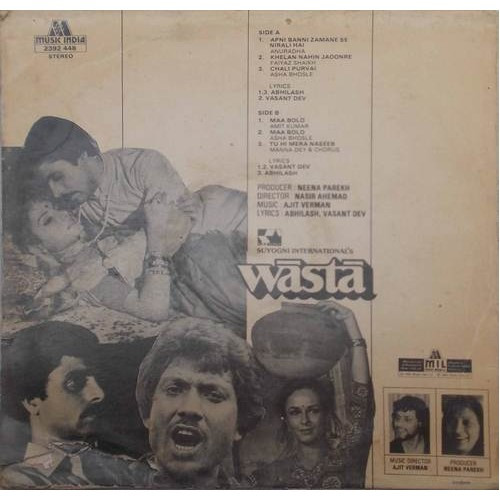 MUSIC INDIA
2392 448
STEREO
SIDE A
1. APNI BANNI ZAMANE SE
NIRALI HAI
ANURADHA
2. KHELAN NAHIN JAOONRE
FAIYAZ SHAIKH
3. CHALI PURVAI
ASHA BHOSLE
LYRICS
1.3. ABHILASH
2. VASANT DEV
SIDE B
1. MAA BOLO
AMIT KUMAR
2. MAA BOLO
ASHA BHOSLE
3. TU HI MERA NASEEB
MANNA DEY & CHORUS
LYRICS
1.2. VASANT DEV
3. ABHILASH
PRODUCER : NEENA PAREKH
DIRECTOR : NASIR AHEMAD
MUSIC : AJIT VERMAN
LYRICS : ABHILASH, VASANT DEV
SUYOGNI INTERNATIONAL'S
wāstā
MIL
MUSIC DIRECTOR
AJIT VERMAN
PRODUCER
NEENA PAREKH